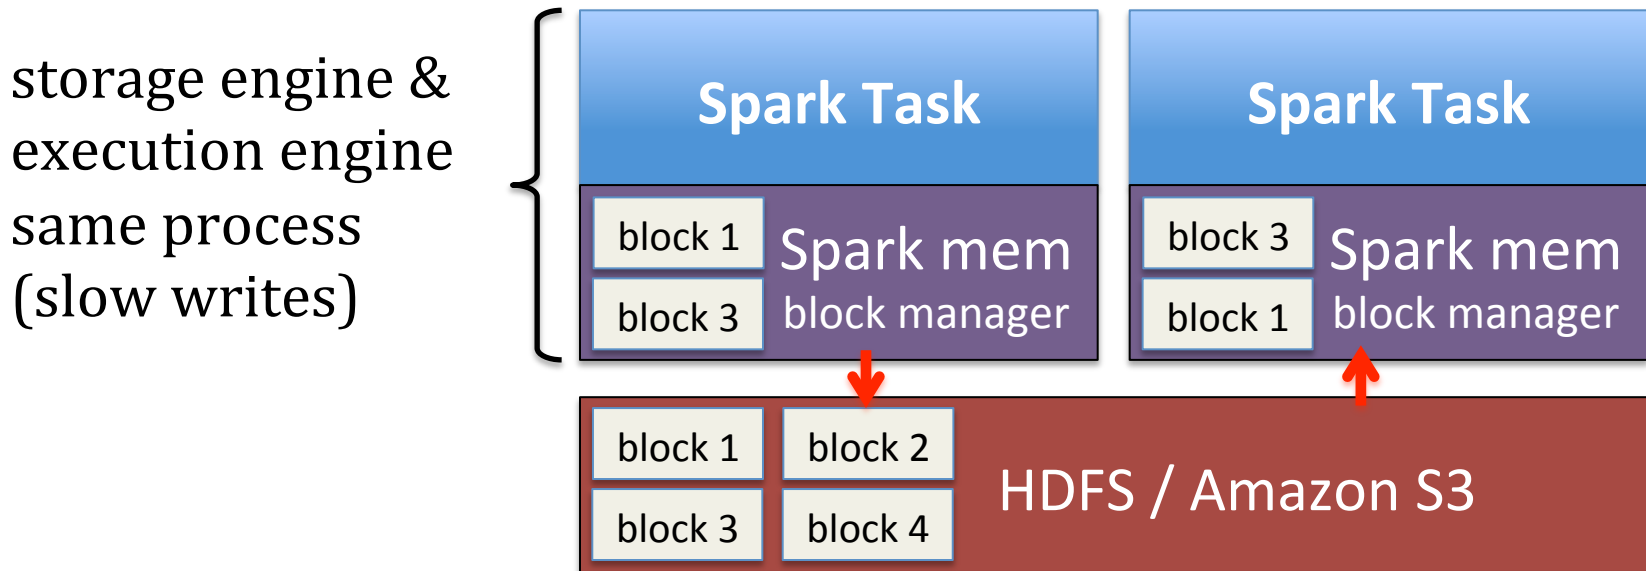 storage engine &
execution engine
same process
(slow writes)
Spark Task
block 1
block 3
Spark mem
block manager
Spark Task
block 3
block 1
Spark mem
block manager
block 1
block 2
block 3
block 4
HDFS / Amazon S3